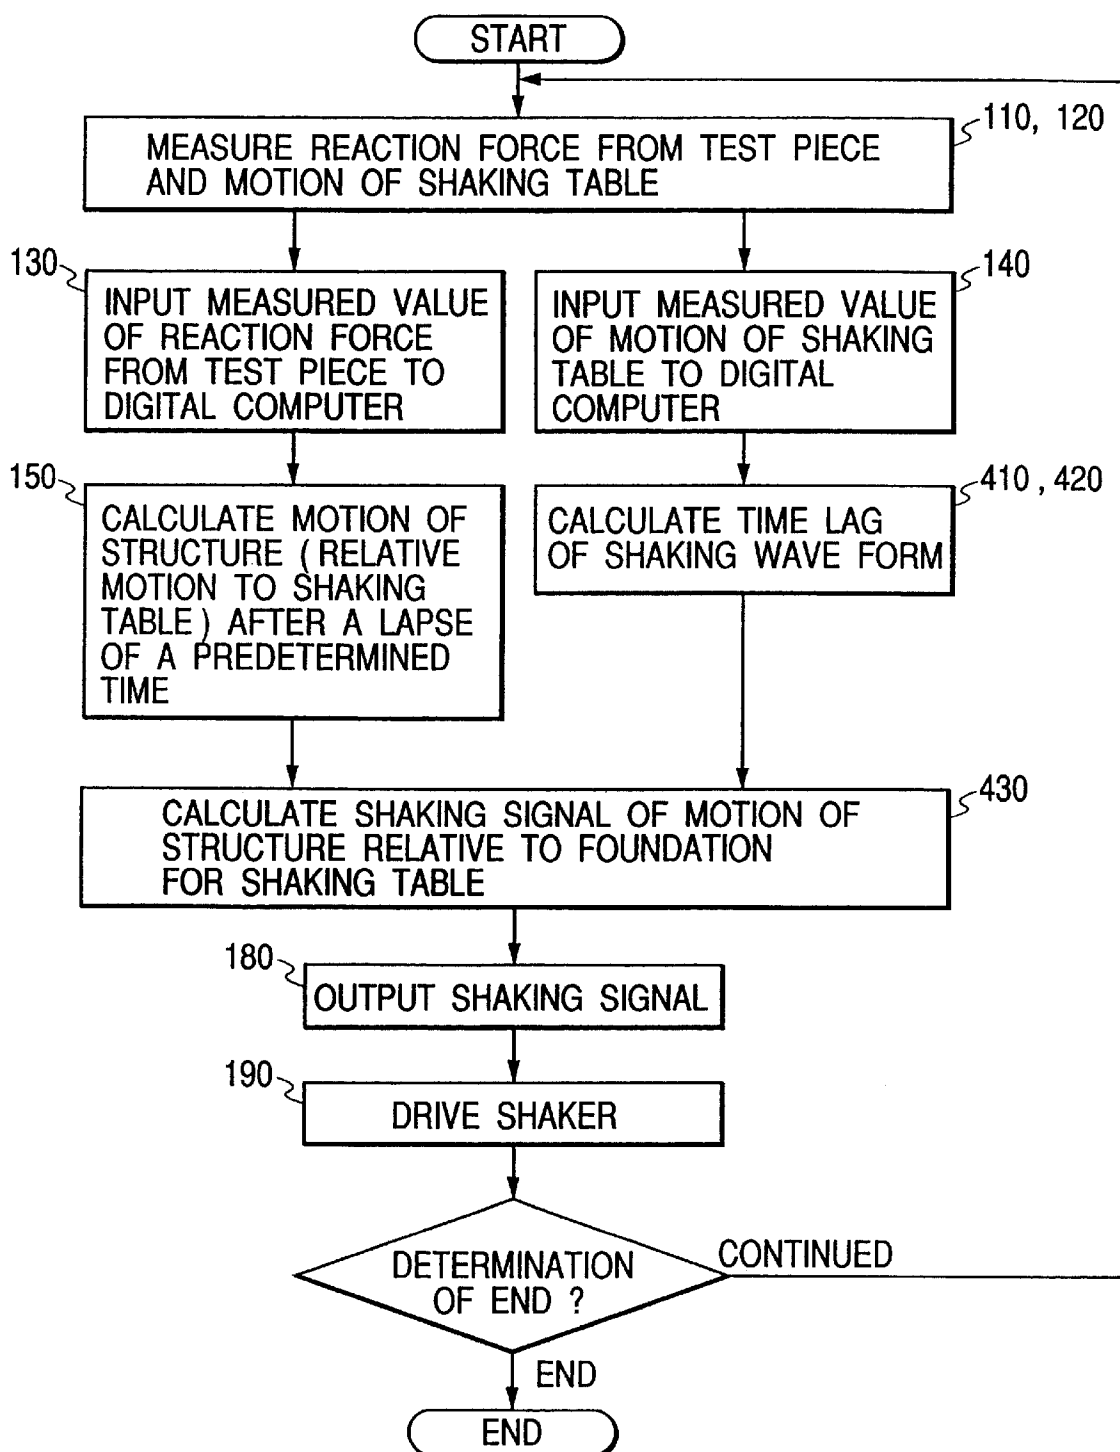 START
110, 120
MEASURE REACTION FORCE FROM TEST PIECE
AND MOTION OF SHAKING TABLE
130
INPUT MEASURED VALUE
OF REACTION FORCE
FROM TEST PIECE TO
DIGITAL COMPUTER
140
INPUT MEASURED VALUE
OF MOTION OF SHAKING
TABLE TO DIGITAL
COMPUTER
150
CALCULATE MOTION OF
STRUCTURE (RELATIVE
MOTION TO SHAKING
TABLE) AFTER A LAPSE
OF A PREDETERMINED
TIME
410, 420
CALCULATE TIME LAG
OF SHAKING WAVE FORM
430
CALCULATE SHAKING SIGNAL OF MOTION OF
STRUCTURE RELATIVE TO FOUNDATION
FOR SHAKING TABLE
180
OUTPUT SHAKING SIGNAL
190
DRIVE SHAKER
DETERMINATION
OF END ?
CONTINUED
END
END